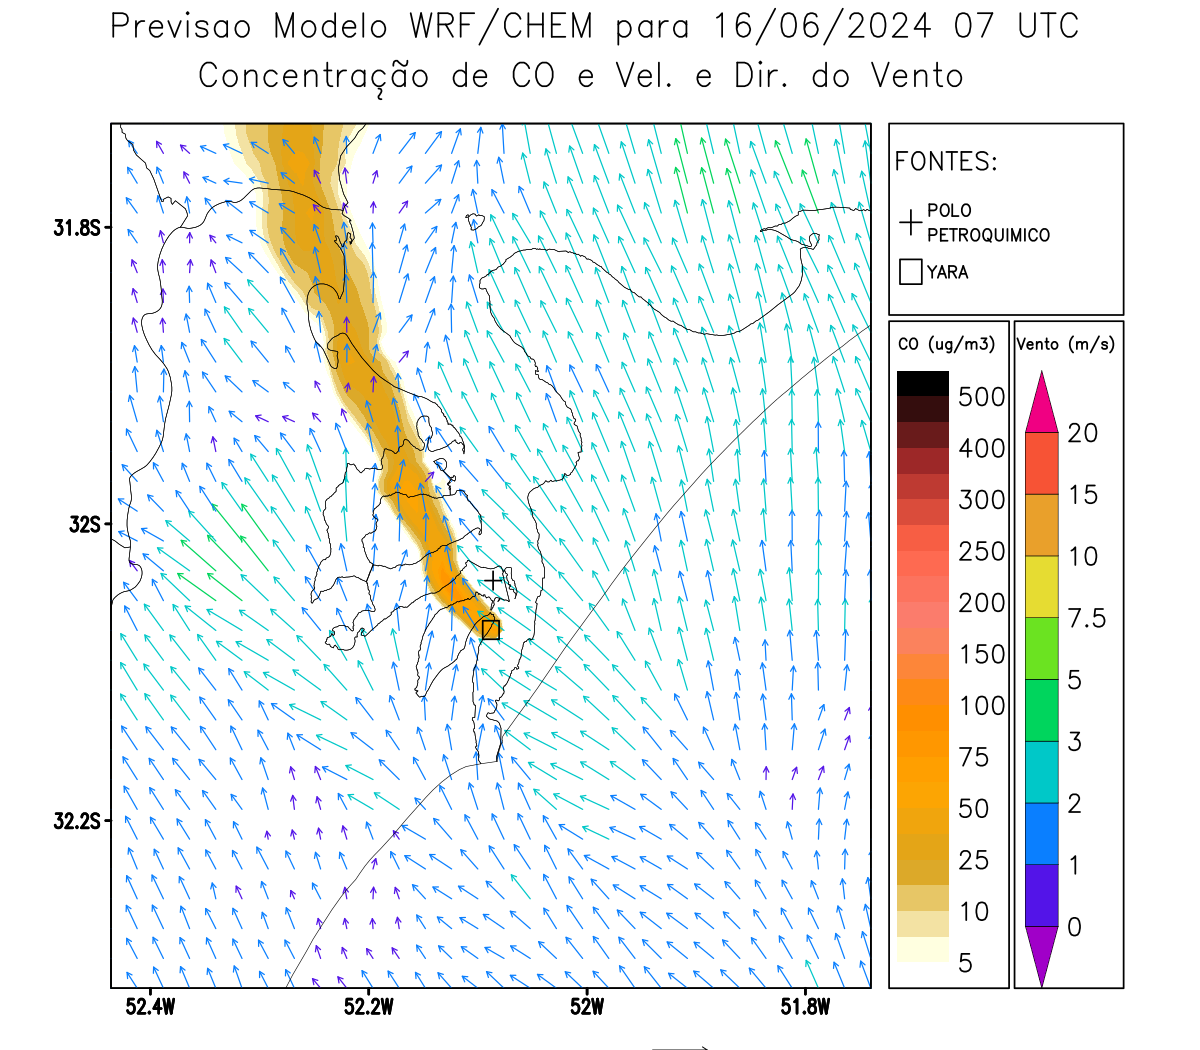 Previsao Modelo WRF/CHEM para 16/06/2024 07 UTC
Concentração de CO e Vel. e Dir. do Vento
FONTES:
POLO
PETROQUIMICO
YARA
CO (ug/m3)
500
400
300
250
200
150
100
75
50
25
10
5
Vento (m/s)
20
15
10
7.5
5
3
2
1
0
31.8S
32S
32.2S
52.4W
52.2W
52W
51.8W